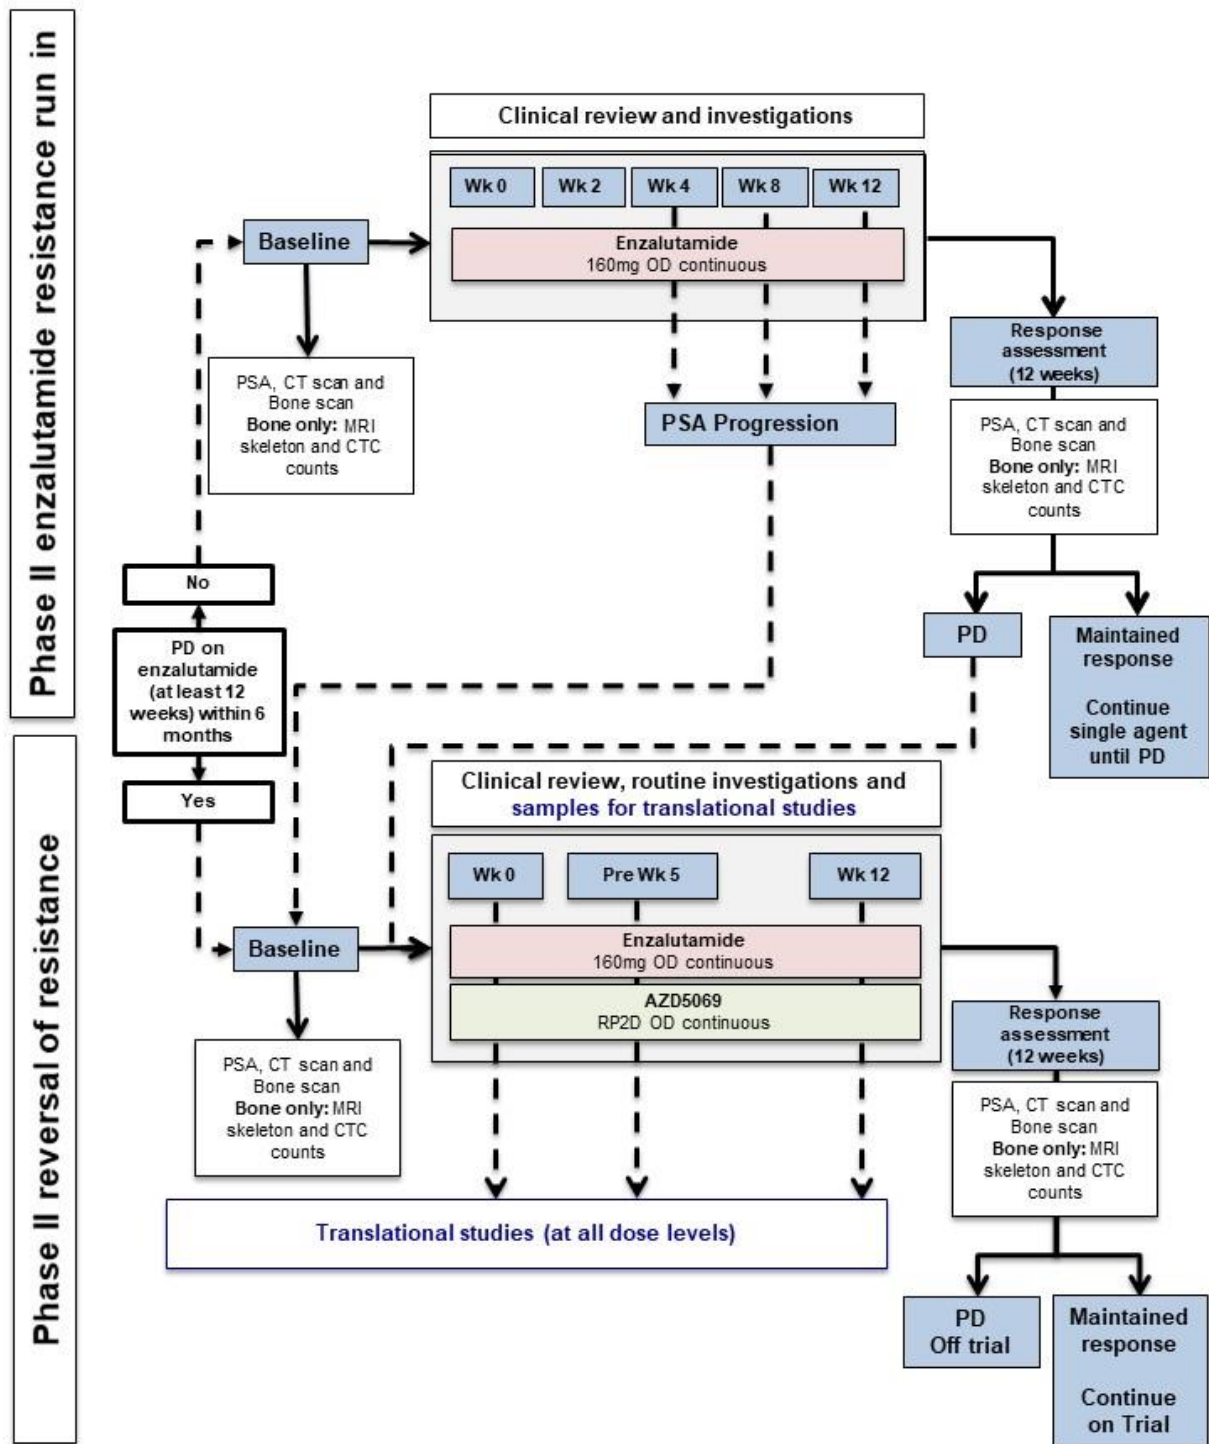 Phase II enzalutamide resistance run in
Clinical review and investigations
Wk 0
Wk 2
Wk 4
Wk 8
Wk 12
Baseline
Enzalutamide
160mg OD continuous
PSA, CT scan and
Bone scan
Bone only: MRI
skeleton and CTC
counts
PSA Progression
Response
assessment
(12 weeks)
PSA, CT scan and
Bone scan
Bone only: MRI
skeleton and CTC
counts
PD
Maintained
response
Continue
single agent
until PD
No
PD on
enzalutamide
(at least 12
weeks) within 6
months
Yes
Phase II reversal of resistance
Clinical review, routine investigations and
samples for translational studies
Wk 0
Pre Wk 5
Wk 12
Baseline
Enzalutamide
160mg OD continuous
AZD5069
RP2D OD continuous
PSA, CT scan and
Bone scan
Bone only: MRI
skeleton and CTC
counts
Translational studies (at all dose levels)
Response
assessment
(12 weeks)
PSA, CT scan and
Bone scan
Bone only: MRI
skeleton and CTC
counts
PD
Off trial
Maintained
response
Continue
on Trial